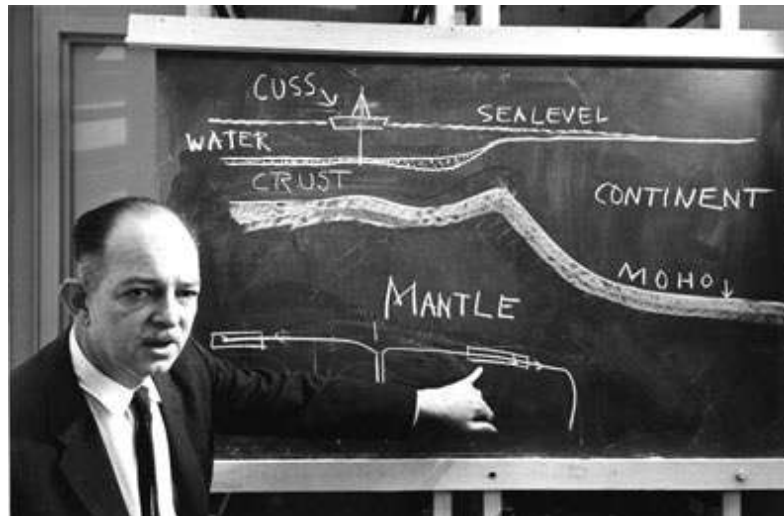 CUSS
SEALEVEL
WATER
CRUST
CONTINENT
MOHO
MANTLE